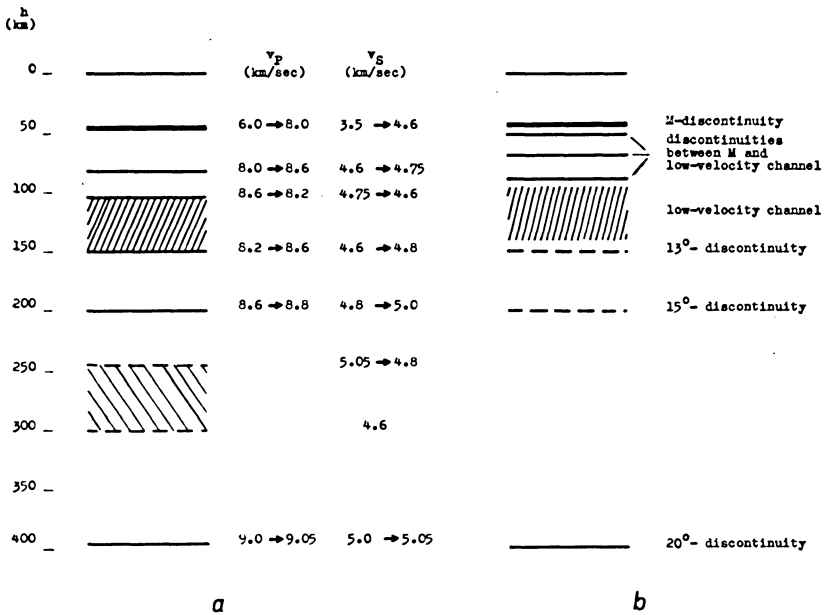 h
(km)
v_P
(km/sec)
v_S
(km/sec)
0
50
6.0→8.0
3.5 →4.6
M-discontinuity
discontinuities
between M and
low-velocity channel
8.0→8.6
4.6 →4.75
100
8.6→8.2
4.75→4.6
low-velocity channel
150
8.2→8.6
4.6 →4.8
13°- discontinuity
200
8.6→8.8
4.8 →5.0
15°- discontinuity
250
5.05→4.8
300
4.6
350
400
9.0→9.05
5.0 →5.05
20°- discontinuity
a
b